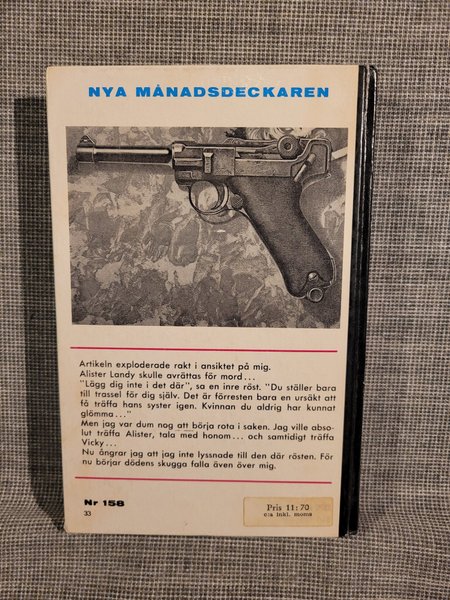 NYA MÅNADSDECKAREN
Artikeln exploderade rakt i ansiktet på mig.
Alister Landy skulle avrättas för mord...
"Lägg dig inte i det där", sa en inre röst. "Du ställer bara
till trassel för dig själv. Det är förresten bara en ursäkt att
få träffa hans syster igen. Kvinnan du aldrig har kunnat
glömma..."
Men jag var dum nog att börja rota i saken. Jag ville abso-
lut träffa Alister, tala med honom... och samtidigt träffa
Vicky...
Nu ångrar jag att jag inte lyssnade till den där rösten. För
nu börjar dödens skugga falla även över mig.
Nr 158
33
Pris 11:70
c:a inkl. moms